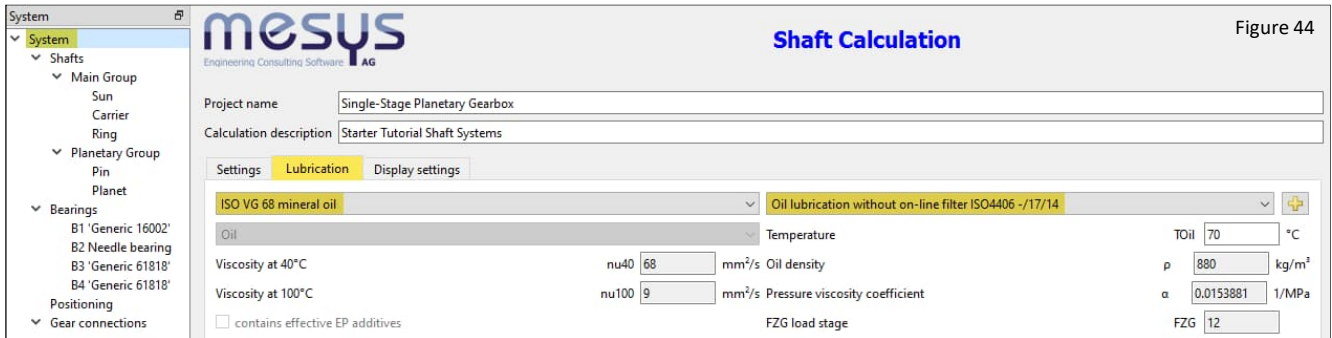 System
System
Shafts
Main Group
Sun
Carrier
Ring
Planetary Group
Pin
Planet
Bearings
B1 'Generic 16002'
B2 Needle bearing
B3 'Generic 61818'
B4 'Generic 61818'
Positioning
Gear connections
mesys
Engineering Consulting Software AG
Shaft Calculation
Figure 44
Project name Single-Stage Planetary Gearbox
Calculation description Starter Tutorial Shaft Systems
Settings Lubrication Display settings
ISO VG 68 mineral oil Oil lubrication without on-line filter ISO4406 -/17/14
Oil Temperature TOil 70 °C
Viscosity at 40°C nu40 68 mm²/s Oil density ρ 880 kg/m³
Viscosity at 100°C nu100 9 mm²/s Pressure viscosity coefficient α 0.0153881 1/MPa
contains effective EP additives FZG load stage FZG 12